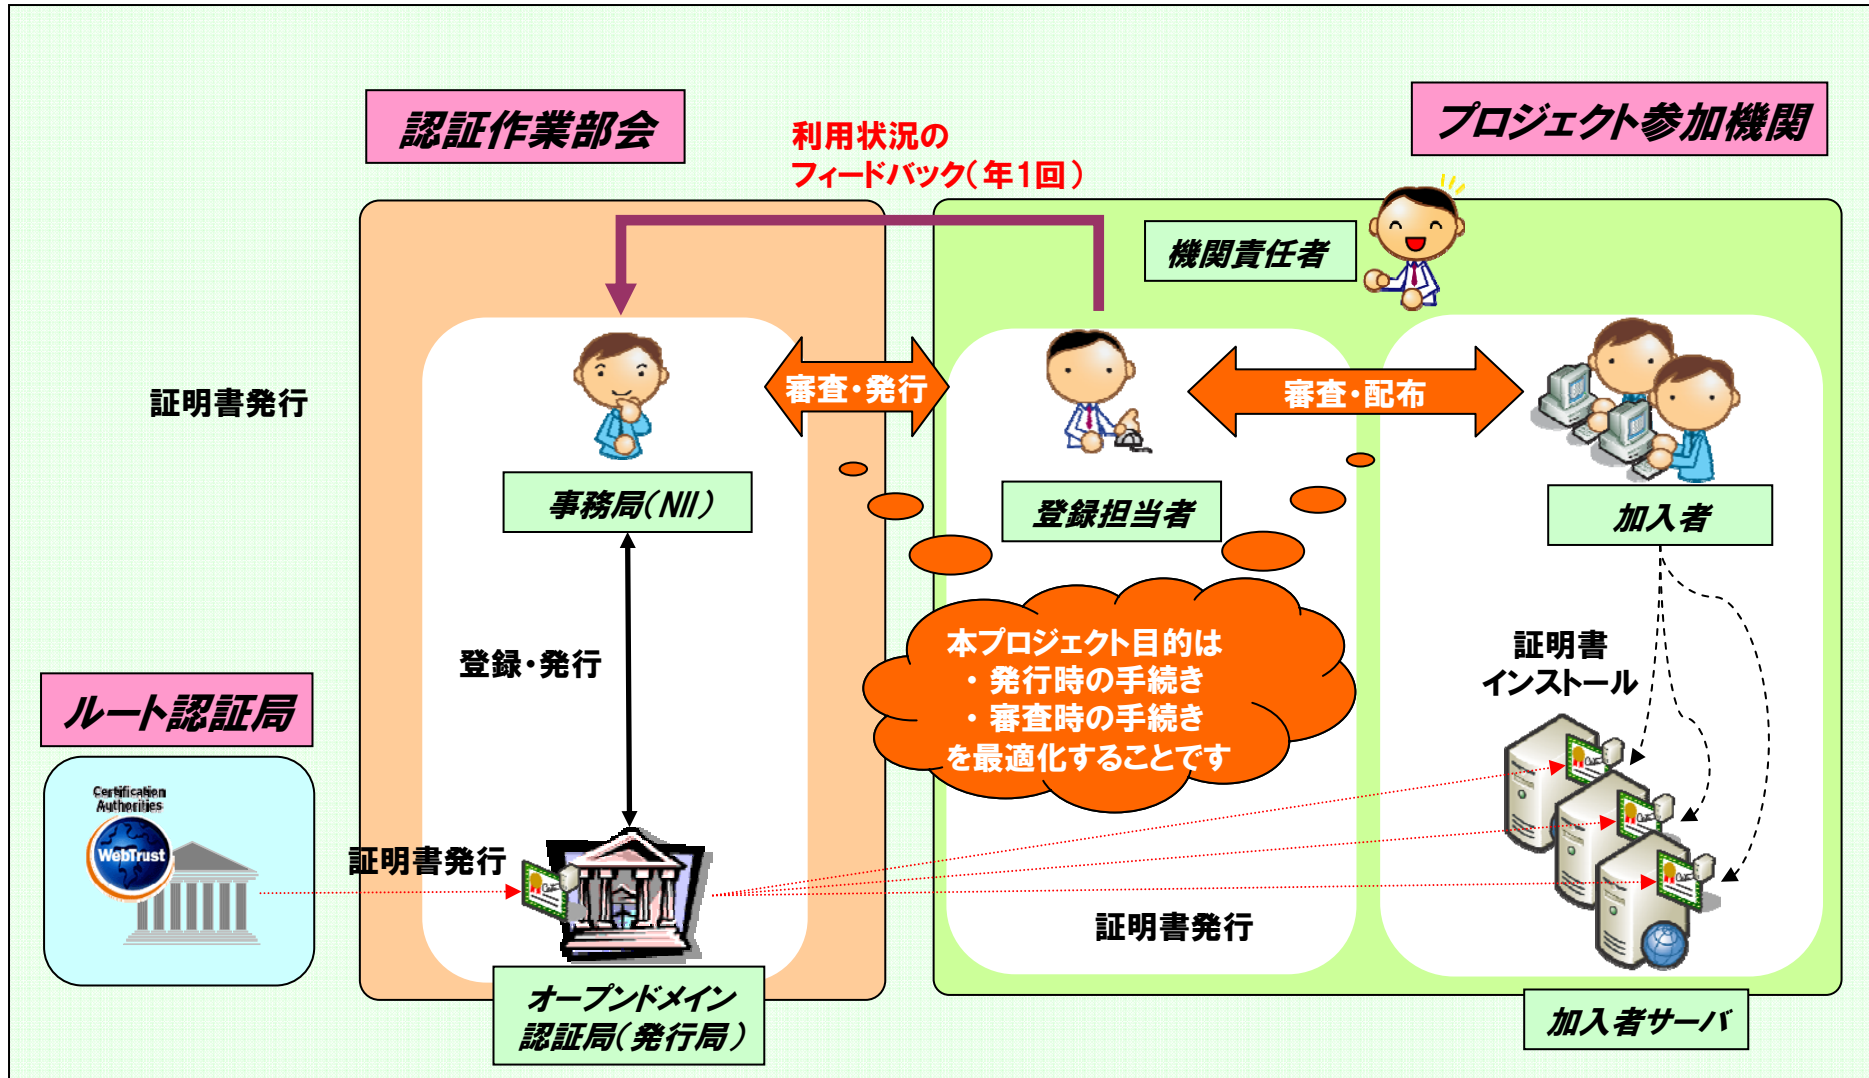 認証作業部会
利用状況の
フィードバック(年1回)
プロジェクト参加機関
機関責任者
証明書発行
審査・発行
審査・配布
事務局(NII)
登録担当者
加入者
登録・発行
本プロジェクト目的は
・発行時の手続き
・審査時の手続き
を最適化することです
証明書
インストール
ルート認証局
Certification
Authorities
WebTrust
証明書発行
証明書発行
オープンドメイン
認証局(発行局)
加入者サーバ